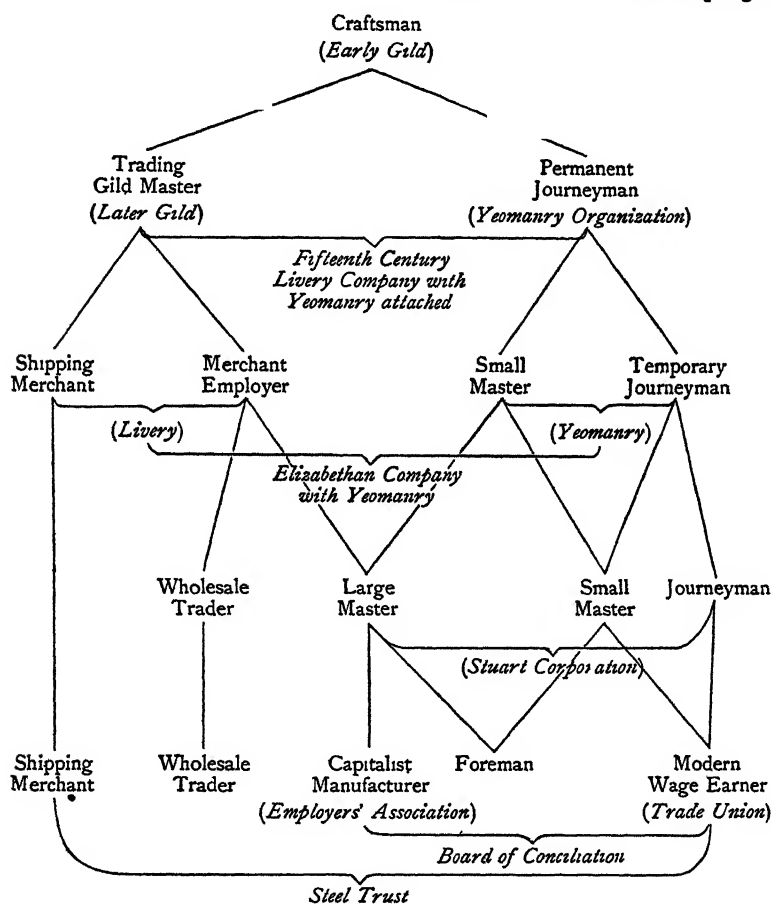 Craftsman
(Early Gild)
Trading
Gild Master
(Later Gild)
Permanent
Journeyman
(Yeomanry Organization)
Fifteenth Century
Livery Company with
Yeomanry attached
Shipping
Merchant
Merchant
Employer
Small
Master
Temporary
Journeyman
(Livery)
(Yeomanry)
Elizabethan Company
with Yeomanry
Wholesale
Trader
Large
Master
Small
Master
Journeyman
(Stuart Corporation)
Shipping
Merchant
Wholesale
Trader
Capitalist
Manufacturer
(Employers' Association)
Foreman
Modern
Wage Earner
(Trade Union)
Board of Conciliation
Steel Trust